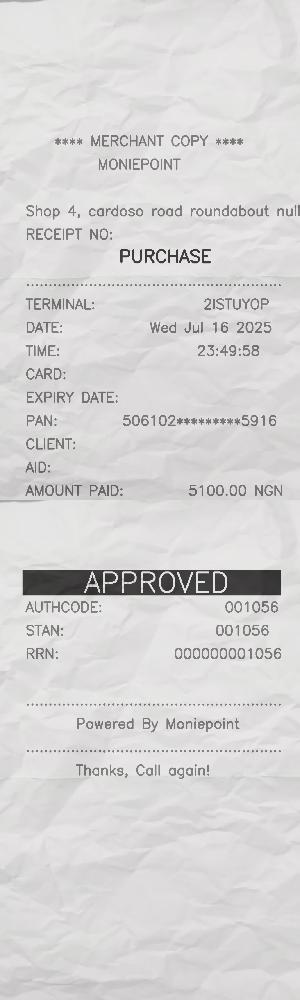 **** MERCHANT COPY ****
MONIEPOINT
Shop 4, cardoso road roundabout null
RECEIPT NO:
PURCHASE
TERMINAL: 2ISTUYOP
DATE: Wed Jul 16 2025
TIME: 23:49:58
CARD:
EXPIRY DATE:
PAN: 506102*********5916
CLIENT:
AID:
AMOUNT PAID: 5100.00 NGN
APPROVED
AUTHCODE: 001056
STAN: 001056
RRN: 000000001056
Powered By Moniepoint
Thanks, Call again!